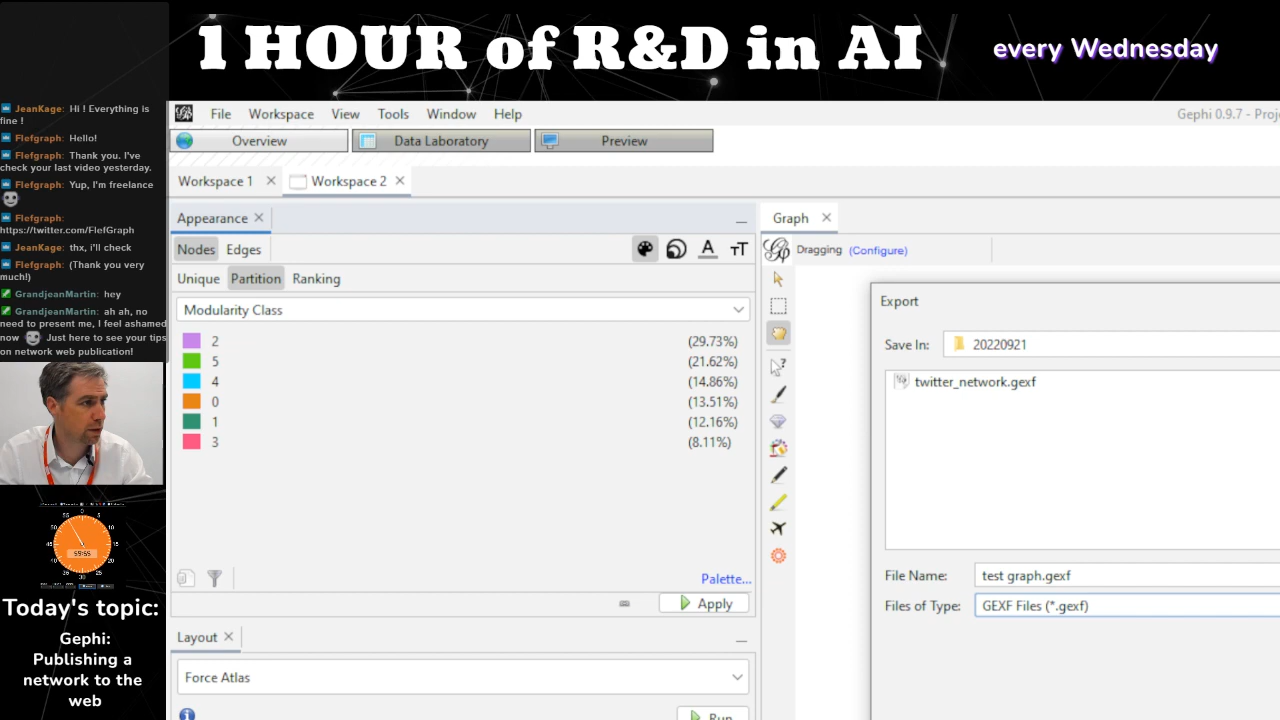 1 HOUR of R&D in AI
every Wednesday
JeanKage: Hi ! Everything is
fine !
Flefgraph: Hello!
Flefgraph: Thank you. I've
check your last video yesterday.
Flefgraph: Yup, I'm freelance
Flefgraph:
https://twitter.com/FlefGraph
JeanKage: thx, i'll check
Flefgraph: (Thank you very
much!)
GrandjeanMartin: hey
GrandjeanMartin: ah ah, no
need to present me, I feel ashamed
now Just here to see your tips
on network web publication!
Today's topic:
Gephi:
Publishing a
network to the
web
File Workspace View Tools Window Help
Gephi 0.9.7 - Proje
Overview Data Laboratory Preview
Workspace 1 Workspace 2
Appearance
Nodes Edges
Unique Partition Ranking
Modularity Class
2 (29.73%)
5 (21.62%)
4 (14.86%)
0 (13.51%)
1 (12.16%)
3 (8.11%)
Palette...
Apply
Layout
Force Atlas
Run
Graph
Dragging (Configure)
Export
Save In: 20220921
twitter_network.gexf
File Name: test graph.gexf
Files of Type: GEXF Files (*.gexf)